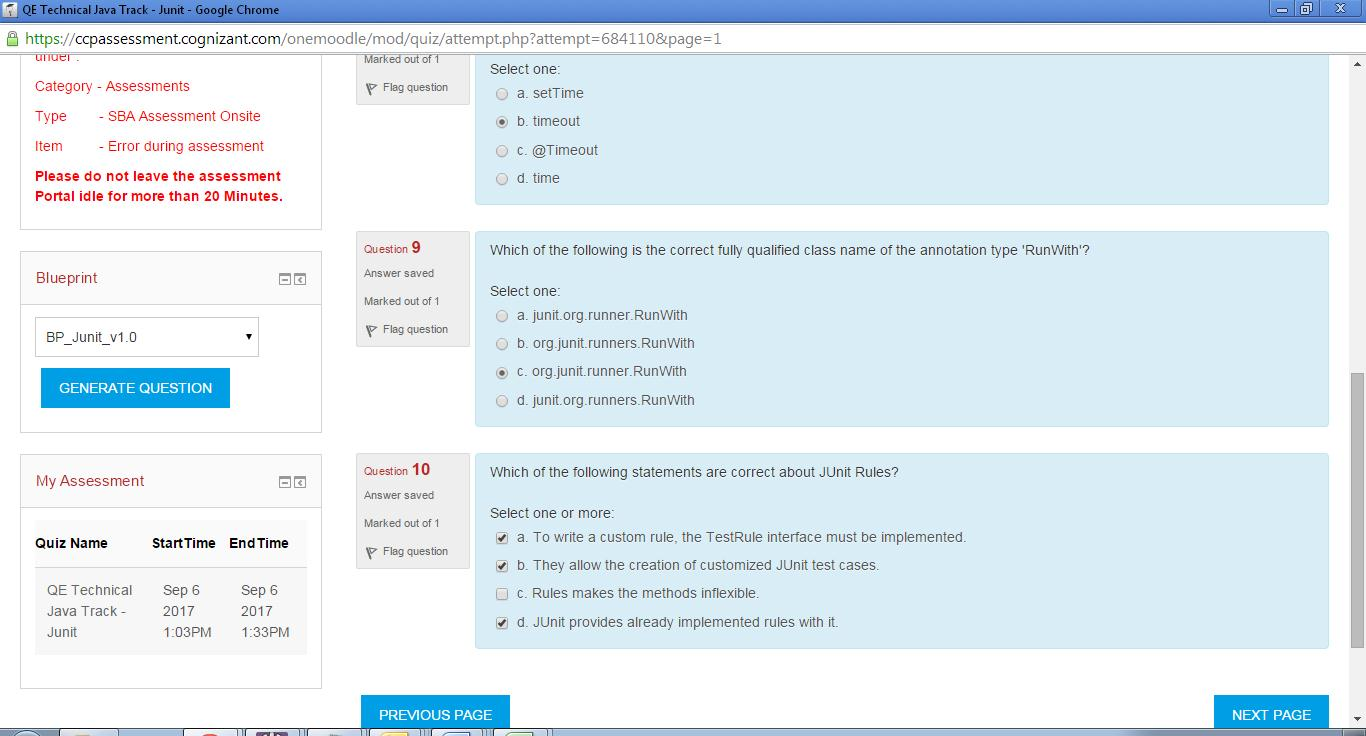 QE Technical Java Track - Junit - Google Chrome
https://ccpassessment.cognizant.com/onemoodle/mod/quiz/attempt.php?attempt=684110&page=1
under :
Category - Assessments
Type - SBA Assessment Onsite
Item - Error during assessment
Please do not leave the assessment
Portal idle for more than 20 Minutes.
Blueprint
BP_Junit_v1.0
GENERATE QUESTION
My Assessment
Quiz Name StartTime EndTime
QE Technical Sep 6 Sep 6
Java Track - 2017 2017
Junit 1:03PM 1:33PM
Marked out of 1
Flag question
Select one:
a. setTime
b. timeout
c. @Timeout
d. time
Question 9
Answer saved
Marked out of 1
Flag question
Which of the following is the correct fully qualified class name of the annotation type 'RunWith'?
Select one:
a. junit.org.runner.RunWith
b. org.junit.runners.RunWith
c. org.junit.runner.RunWith
d. junit.org.runners.RunWith
Question 10
Answer saved
Marked out of 1
Flag question
Which of the following statements are correct about JUnit Rules?
Select one or more:
a. To write a custom rule, the TestRule interface must be implemented.
b. They allow the creation of customized JUnit test cases.
c. Rules makes the methods inflexible.
d. JUnit provides already implemented rules with it.
PREVIOUS PAGE
NEXT PAGE